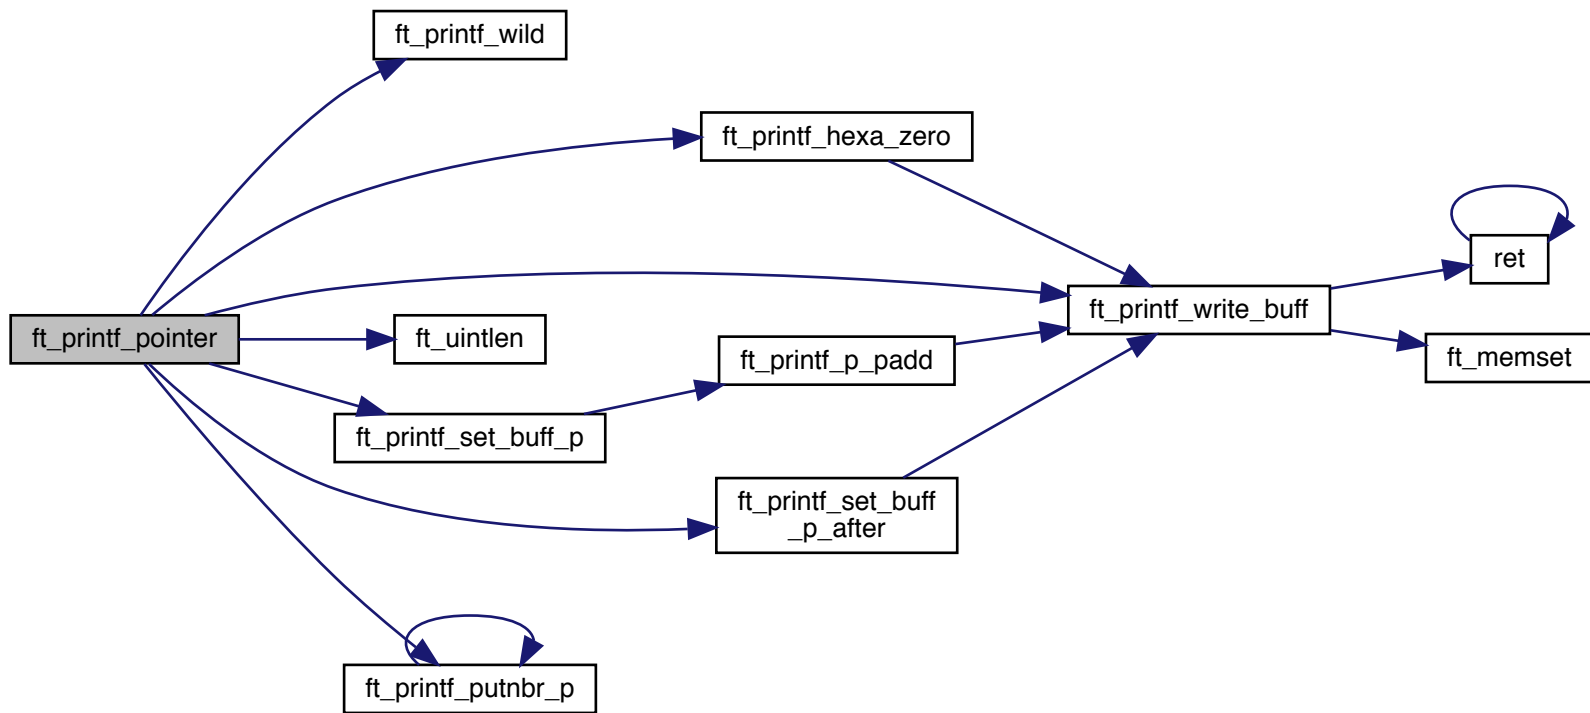 ft_printf_wild
ft_printf_hexa_zero
ret
ft_printf_write_buff
ft_printf_pointer
ft_uintlen
ft_printf_p_padd
ft_memset
ft_printf_set_buff_p
ft_printf_set_buff
_p_after
ft_printf_putnbr_p